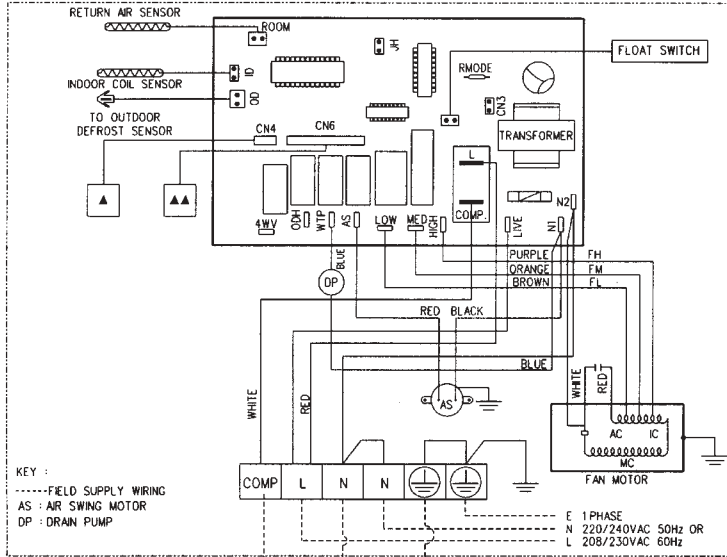 RETURN AIR SENSOR
ROOM
JH
FLOAT SWITCH
RMODE
ID
INDOOR COIL SENSOR
OD
CN3
TO OUTDOOR
DEFROST SENSOR
CN4
CN6
TRANSFORMER
L
COMP.
4WV
ODH
WTP
AS
LOW
MED
HIGH
LIVE
N1
N2
BLUE
DP
PURPLE FH
ORANGE FM
BROWN FL
RED BLACK
BLUE
WHITE
RED
AS
WHITE
RED
AC IC
MC
FAN MOTOR
COMP L N N
KEY :
------FIELD SUPPLY WIRING
AS : AIR SWING MOTOR
DP : DRAIN PUMP
E 1PHASE
N 220/240VAC 50Hz OR
L 208/230VAC 60Hz